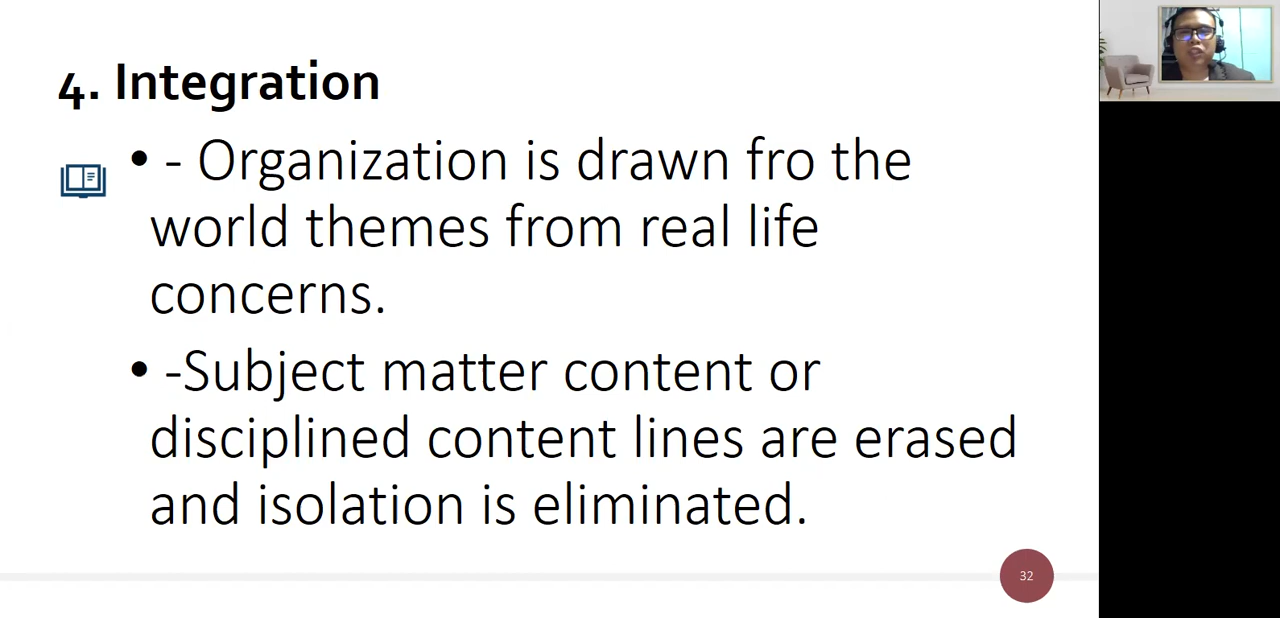 4. Integration
• - Organization is drawn fro the
world themes from real life
concerns.
• -Subject matter content or
disciplined content lines are erased
and isolation is eliminated.
32